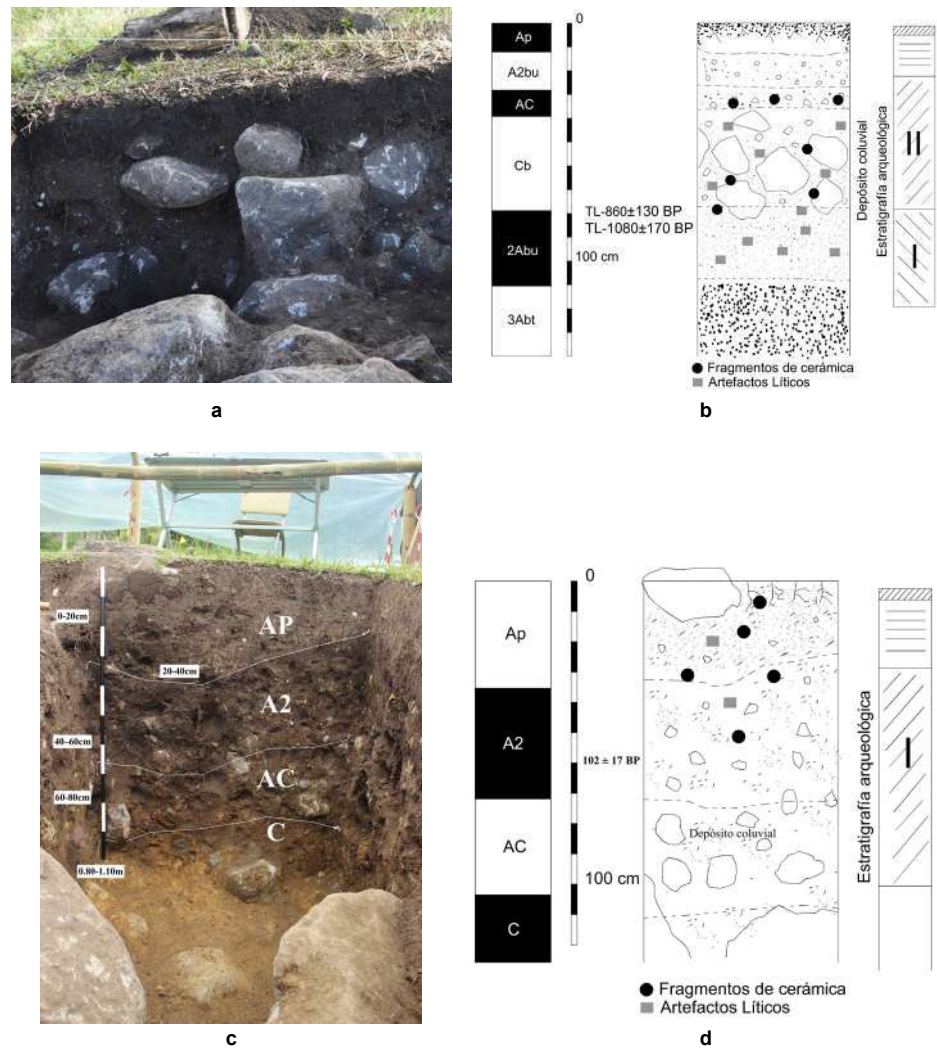 a
0
Ap
A2bu
AC
Cb
2Abu
3Abt
TL-860±130 BP
TL-1080±170 BP
100 cm
Depósito coluvial
Estratigrafía arqueológica
II
I
Fragmentos de cerámica
Artefactos Líticos
b
0-20cm
AP
20-40cm
A2
40-60cm
AC
60-80cm
C
0.80-1.10m
c
0
Ap
A2
102 ± 17 BP
AC
Depósito coluvial
100 cm
C
Estratigrafía arqueológica
I
Fragmentos de cerámica
Artefactos Líticos
d